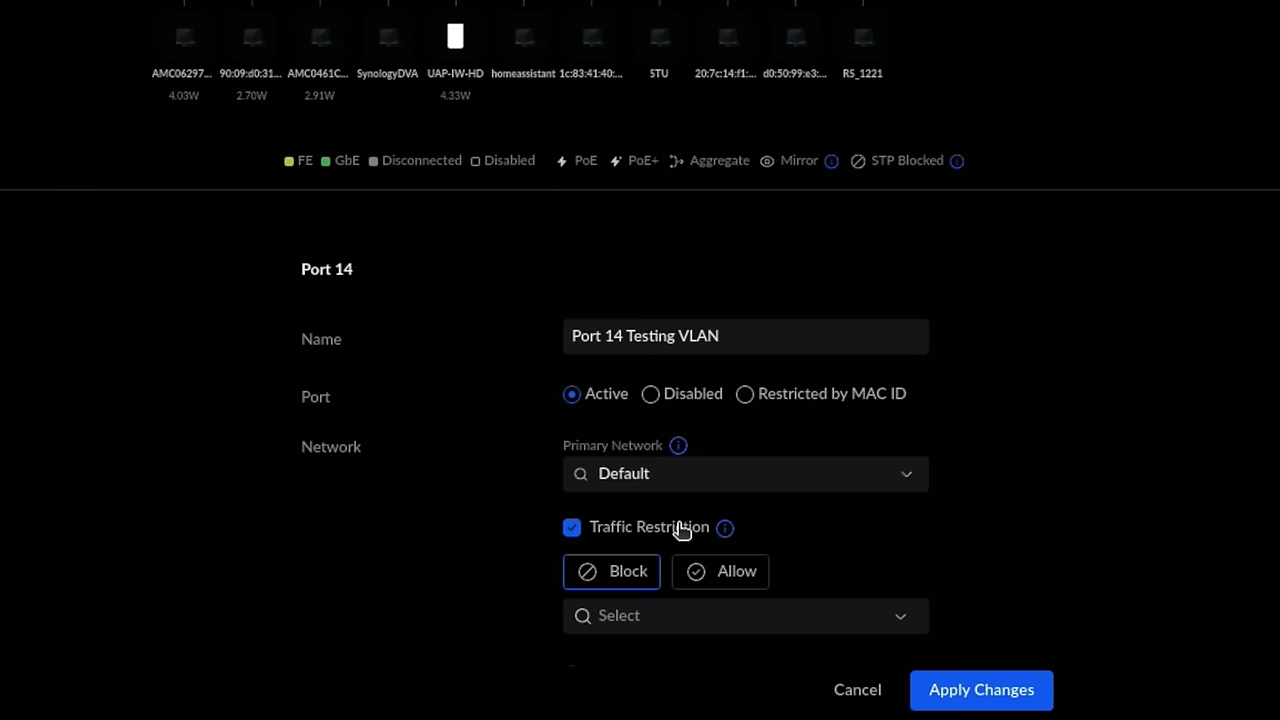 AMC06297... 90:09:d0:31... AMC0461C... SynologyDVA UAP-IW-HD homeassistant 1c:83:41:40:... STU 20:7c:14:f1:... d0:50:99:e3:... RS_1221
4.03W 2.70W 2.91W 4.33W
FE GbE Disconnected Disabled PoE PoE+ Aggregate Mirror STP Blocked
Port 14
Name Port 14 Testing VLAN
Port Active Disabled Restricted by MAC ID
Network Primary Network
Default
Traffic Restriction
Block Allow
Select
Cancel Apply Changes